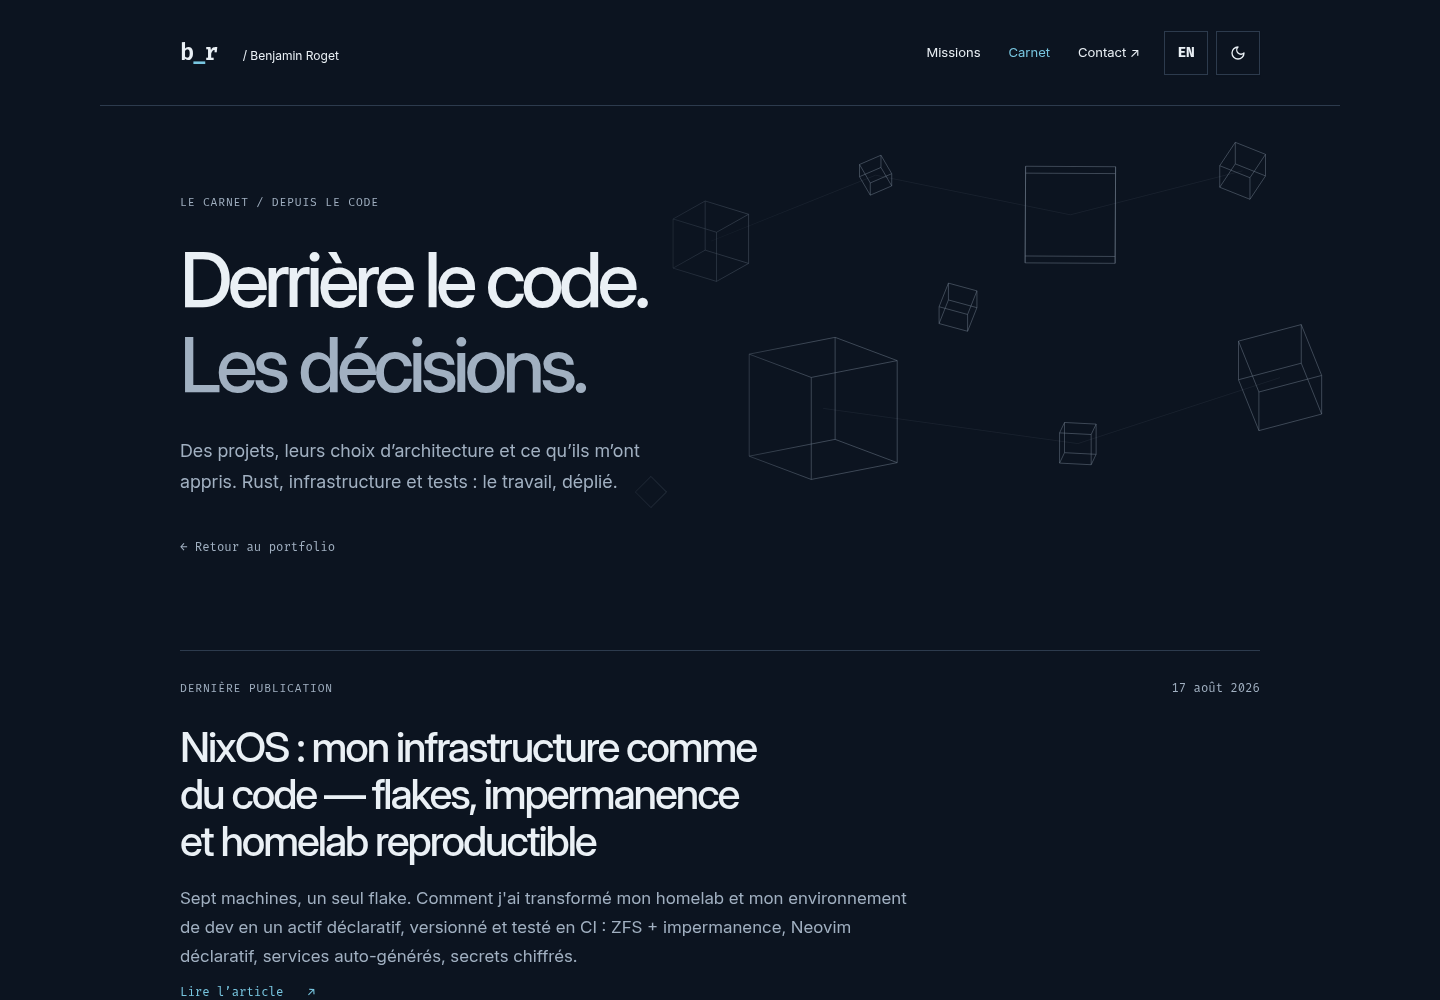 b_r / Benjamin Roget
Missions Carnet Contact ↗ EN
LE CARNET / DEPUIS LE CODE
Derrière le code.
Les décisions.
Des projets, leurs choix d’architecture et ce qu’ils m’ont
appris. Rust, infrastructure et tests : le travail, déplié.
← Retour au portfolio
DERNIÈRE PUBLICATION 17 août 2026
NixOS : mon infrastructure comme
du code — flakes, impermanence
et homelab reproductible
Sept machines, un seul flake. Comment j'ai transformé mon homelab et mon environnement
de dev en un actif déclaratif, versionné et testé en CI : ZFS + impermanence, Neovim
déclaratif, services auto-générés, secrets chiffrés.
Lire l’article ↗